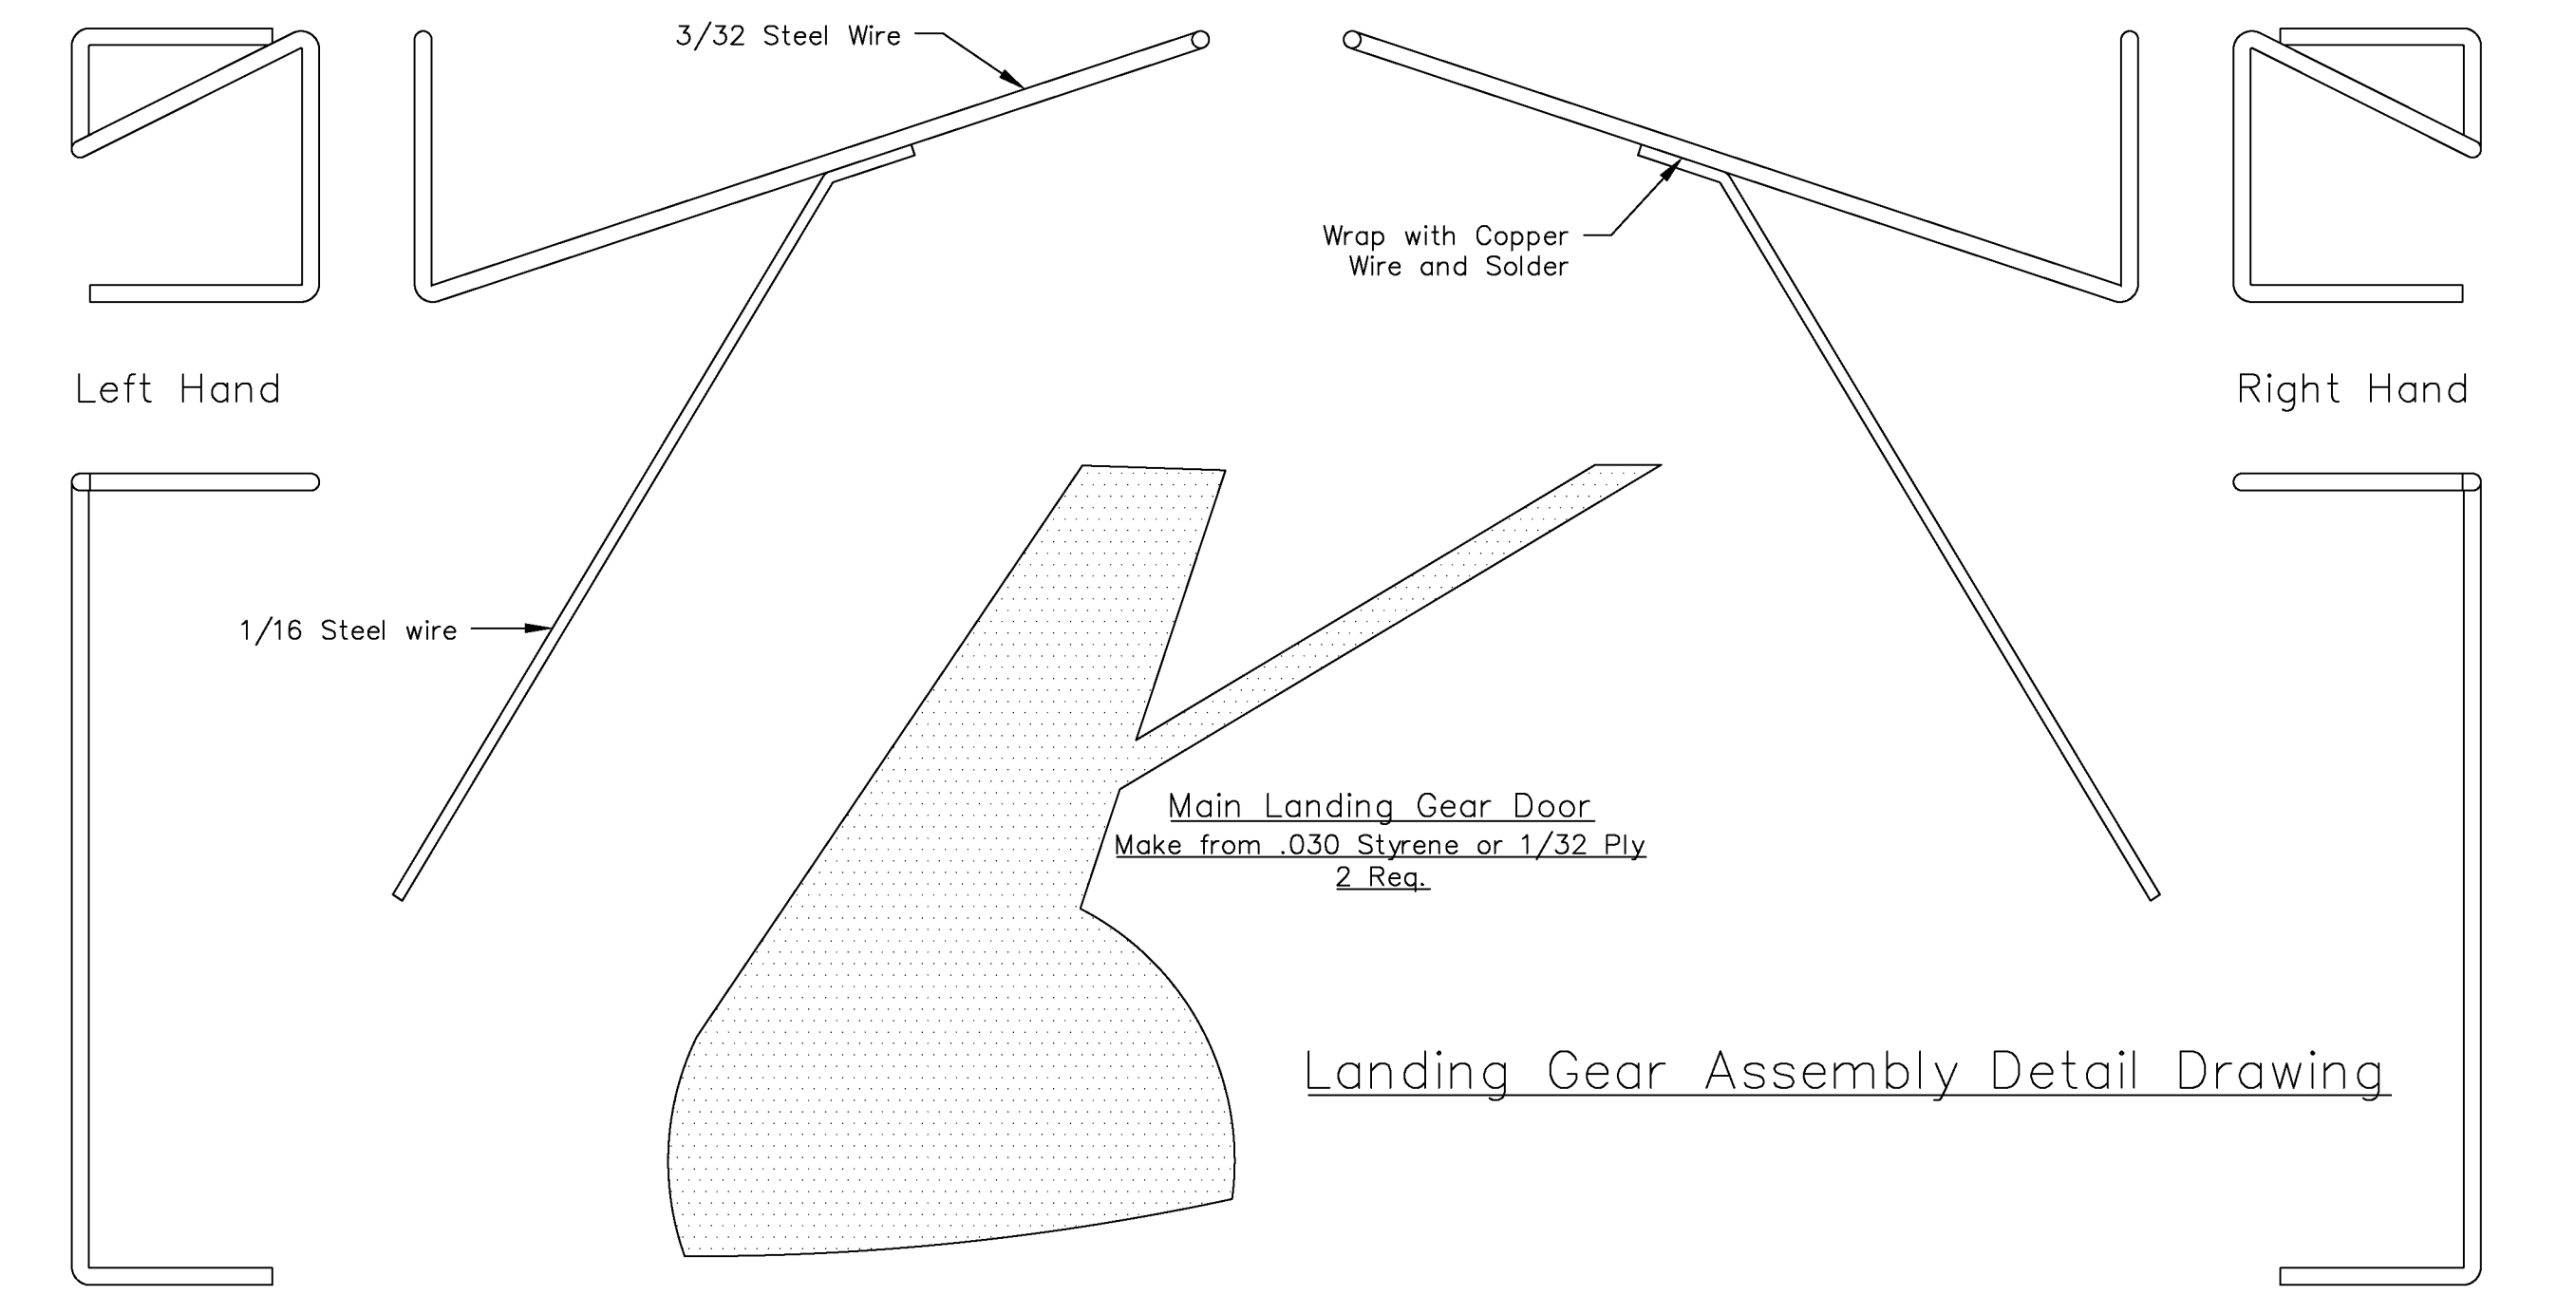 3/32 Steel Wire
Wrap with Copper
Wire and Solder
Left Hand
Right Hand
1/16 Steel wire
Main Landing Gear Door
Make from .030 Styrene or 1/32 Ply
2 Req.
Landing Gear Assembly Detail Drawing